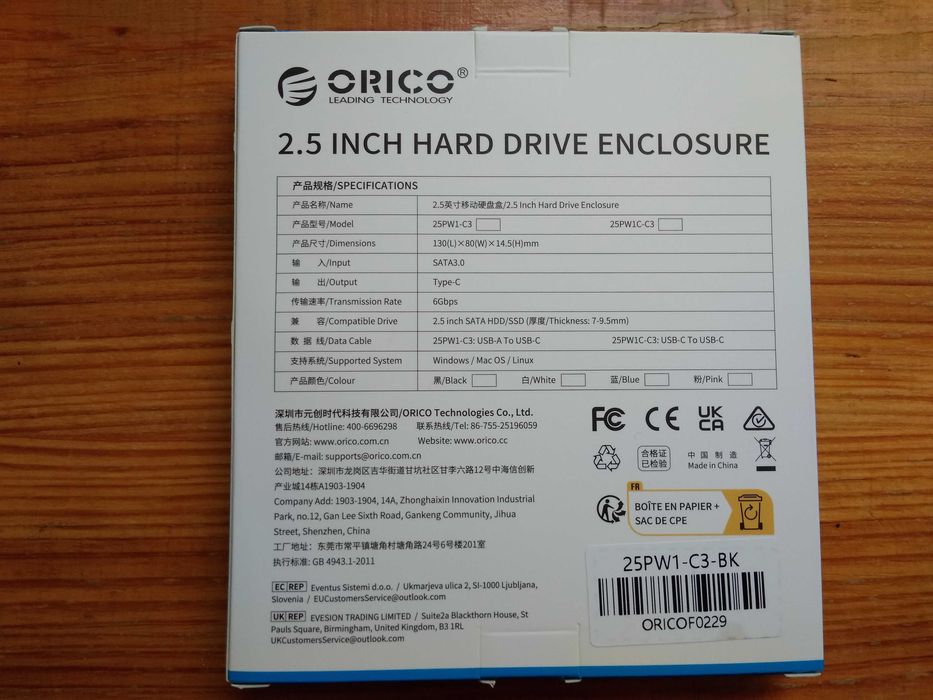 ORICO®
LEADING TECHNOLOGY
2.5 INCH HARD DRIVE ENCLOSURE
产品规格/SPECIFICATIONS
产品名称/Name 2.5英寸移动硬盘盒/2.5 Inch Hard Drive Enclosure
产品型号/Model 25PW1-C3 25PW1C-C3
产品尺寸/Dimensions 130(L)×80(W)×14.5(H)mm
输 入/Input SATA3.0
输 出/Output Type-C
传输速率/Transmission Rate 6Gbps
兼 容/Compatible Drive 2.5 inch SATA HDD/SSD (厚度/Thickness: 7-9.5mm)
数 据 线/Data Cable 25PW1-C3: USB-A To USB-C 25PW1C-C3: USB-C To USB-C
支持系统/Supported System Windows / Mac OS / Linux
产品颜色/Colour 黑/Black 白/White 蓝/Blue 粉/Pink
深圳市元创时代科技有限公司/ORICO Technologies Co., Ltd.
售后热线/Hotline: 400-6696298 联系热线/Tel: 86-755-25196059
官方网站: www.orico.com.cn Website: www.orico.cc
邮箱/E-mail: supports@orico.com.cn
公司地址：深圳市龙岗区吉华街道甘坑社区甘李六路12号中海信创新
产业城14栋A1903-1904
Company Add: 1903-1904, 14A, Zhonghaixin Innovation Industrial
Park, no.12, Gan Lee Sixth Road, Gankeng Community, Jihua
Street, Shenzhen, China
工厂地址：东莞市常平镇塘角村塘角路24号6号楼201室
执行标准: GB 4943.1-2011
EC REP Eventus Sistemi d.o.o. / Ukmarjeva ulica 2, SI-1000 Ljubljana,
Slovenia / EUCustomersService@outlook.com
UK REP EVESION TRADING LIMITED / Suite2a Blackthorn House, St
Pauls Square, Birmingham, United Kingdom, B3 1RL
UKCustomersService@outlook.com
FC CE UK
CA
合格证
已检验
中 国 制 造
Made in China
FR
BOÎTE EN PAPIER +
SAC DE CPE
25PW1-C3-BK
ORICOF0229